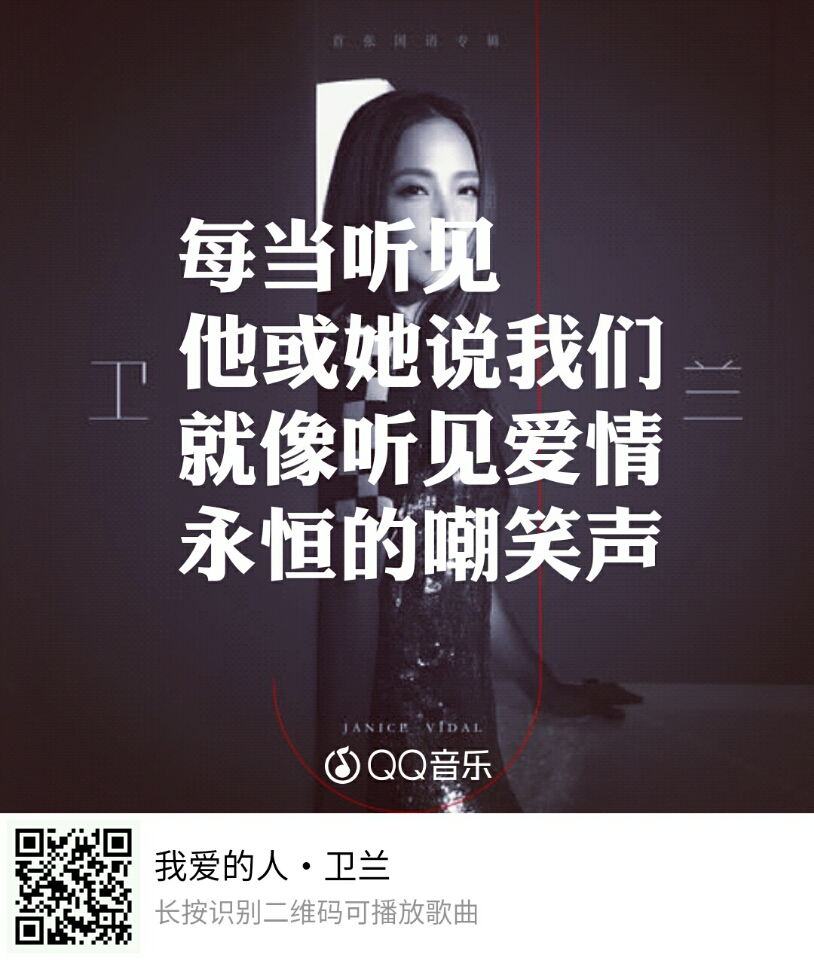 首张国语专辑
每当听见
他或她说我们
卫 兰
就像听见爱情
永恒的嘲笑声
JANICE VIDAL
QQ音乐
我爱的人·卫兰
长按识别二维码可播放歌曲